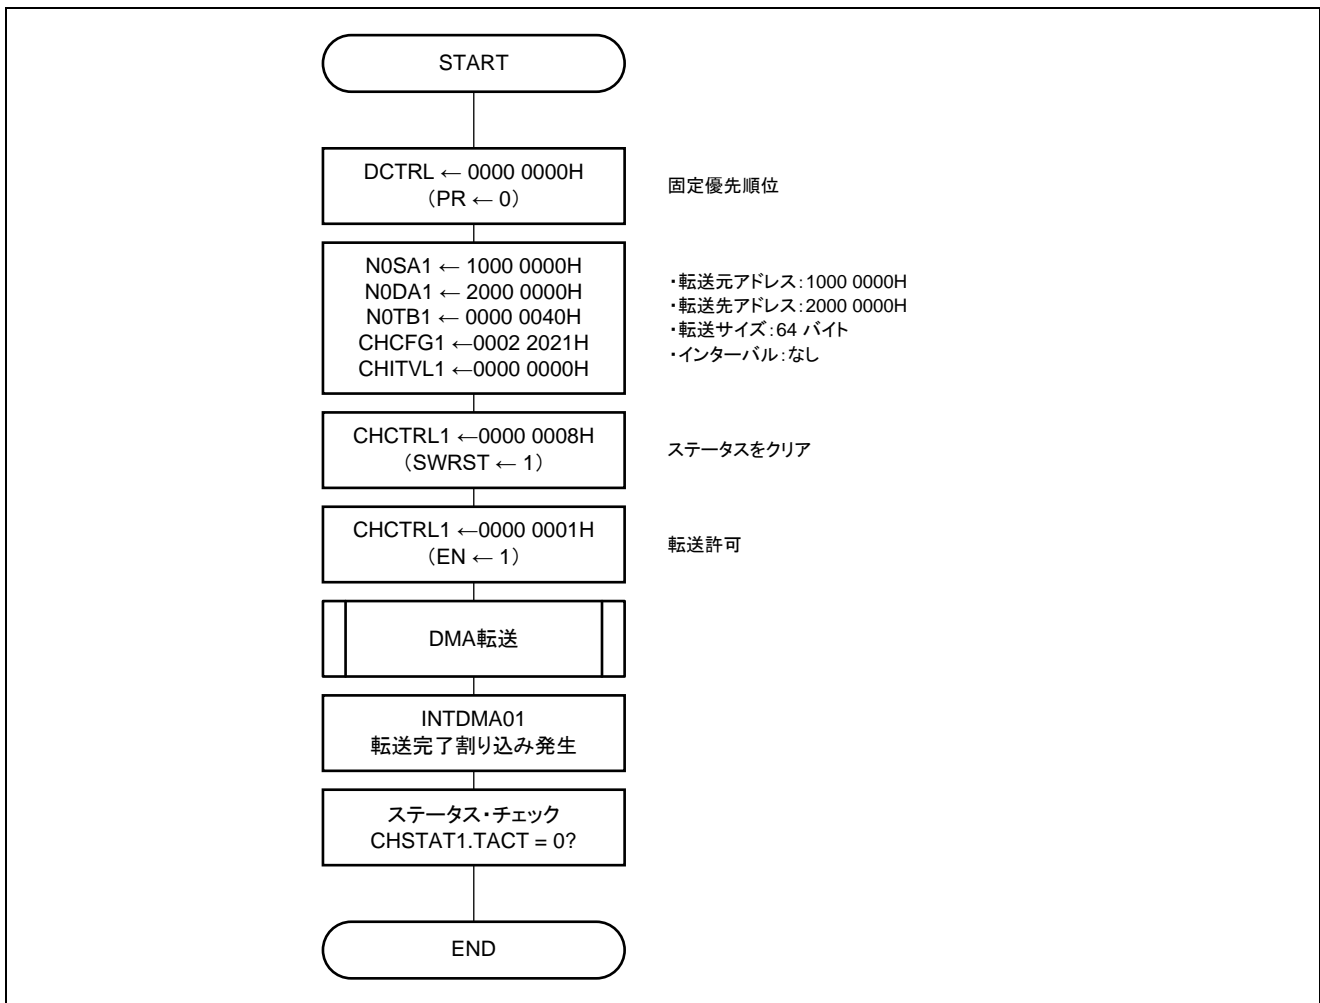 START
DCTRL ← 0000 0000H
（PR ← 0）
固定優先順位
N0SA1 ← 1000 0000H
N0DA1 ← 2000 0000H
N0TB1 ← 0000 0040H
CHCFG1 ←0002 2021H
CHITVL1 ←0000 0000H
・転送元アドレス：1000 0000H
・転送先アドレス：2000 0000H
・転送サイズ：64 バイト
・インターバル：なし
CHCTRL1 ←0000 0008H
（SWRST ← 1）
ステータスをクリア
CHCTRL1 ←0000 0001H
（EN ← 1）
転送許可
DMA転送
INTDMA01
転送完了割り込み発生
ステータス・チェック
CHSTAT1.TACT = 0?
END